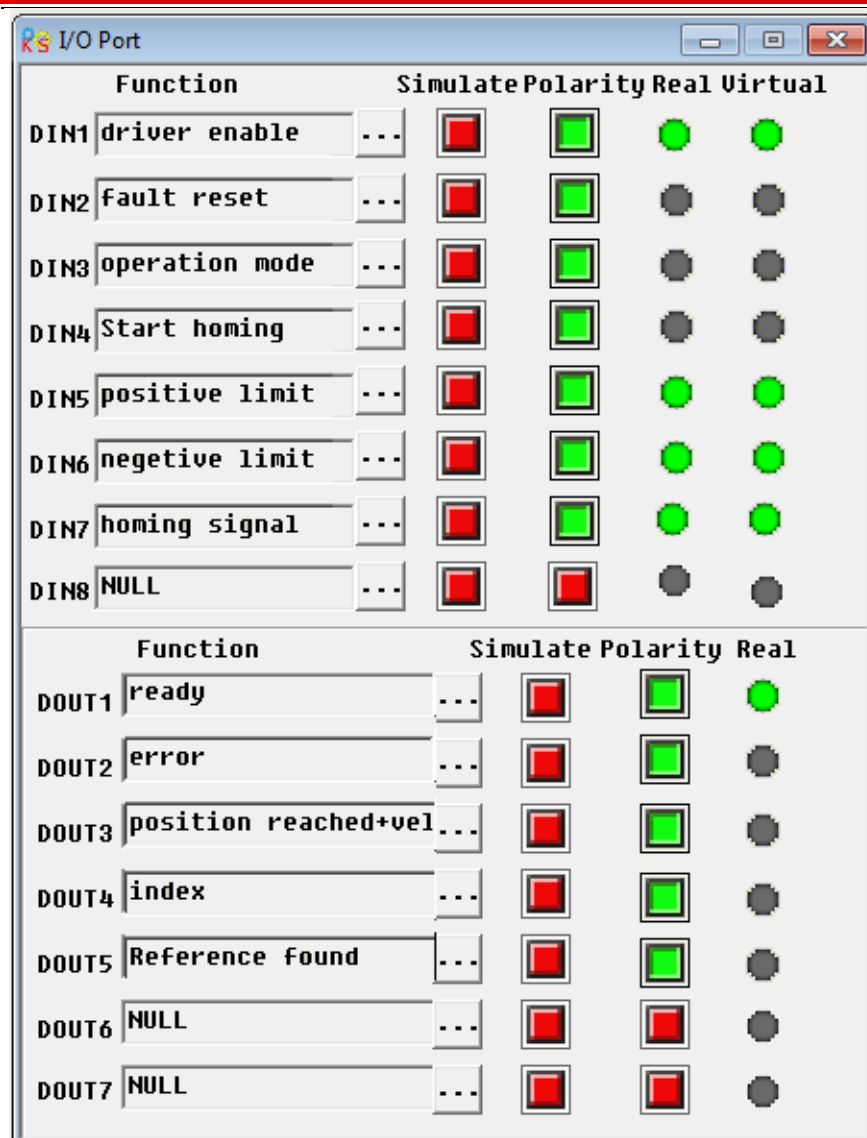 I/O Port
Function Simulate Polarity Real Virtual
DIN1 driver enable ...
DIN2 fault reset ...
DIN3 operation mode ...
DIN4 Start homing ...
DIN5 positive limit ...
DIN6 negetive limit ...
DIN7 homing signal ...
DIN8 NULL ...
Function Simulate Polarity Real
DOUT1 ready ...
DOUT2 error ...
DOUT3 position reached+vel ...
DOUT4 index ...
DOUT5 Reference found ...
DOUT6 NULL ...
DOUT7 NULL ...